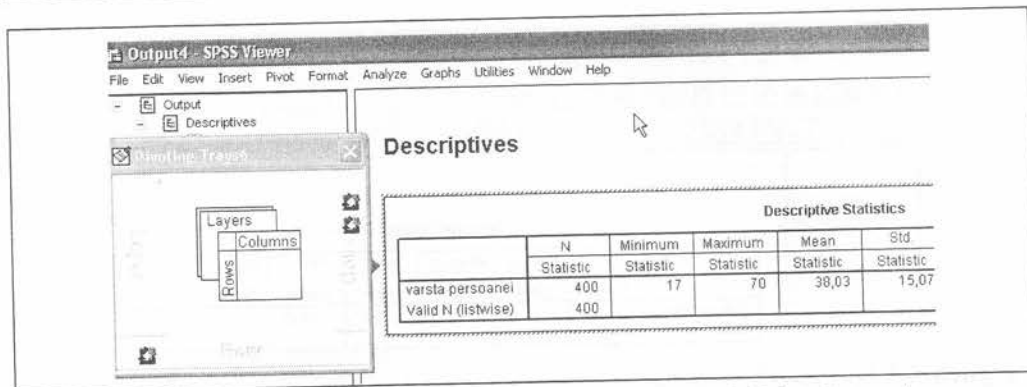 Output4 - SPSS Viewer
File Edit View Insert Pivot Format Analyze Graphs Utilities Window Help
Output
Descriptives
Pivoting Trays
Layers
Columns
Rows
Descriptives
Descriptive Statistics
N Minimum Maximum Mean Std.
Statistic Statistic Statistic Statistic Statistic
varsta persoanei 400 17 70 38,03 15,07
Valid N (listwise) 400